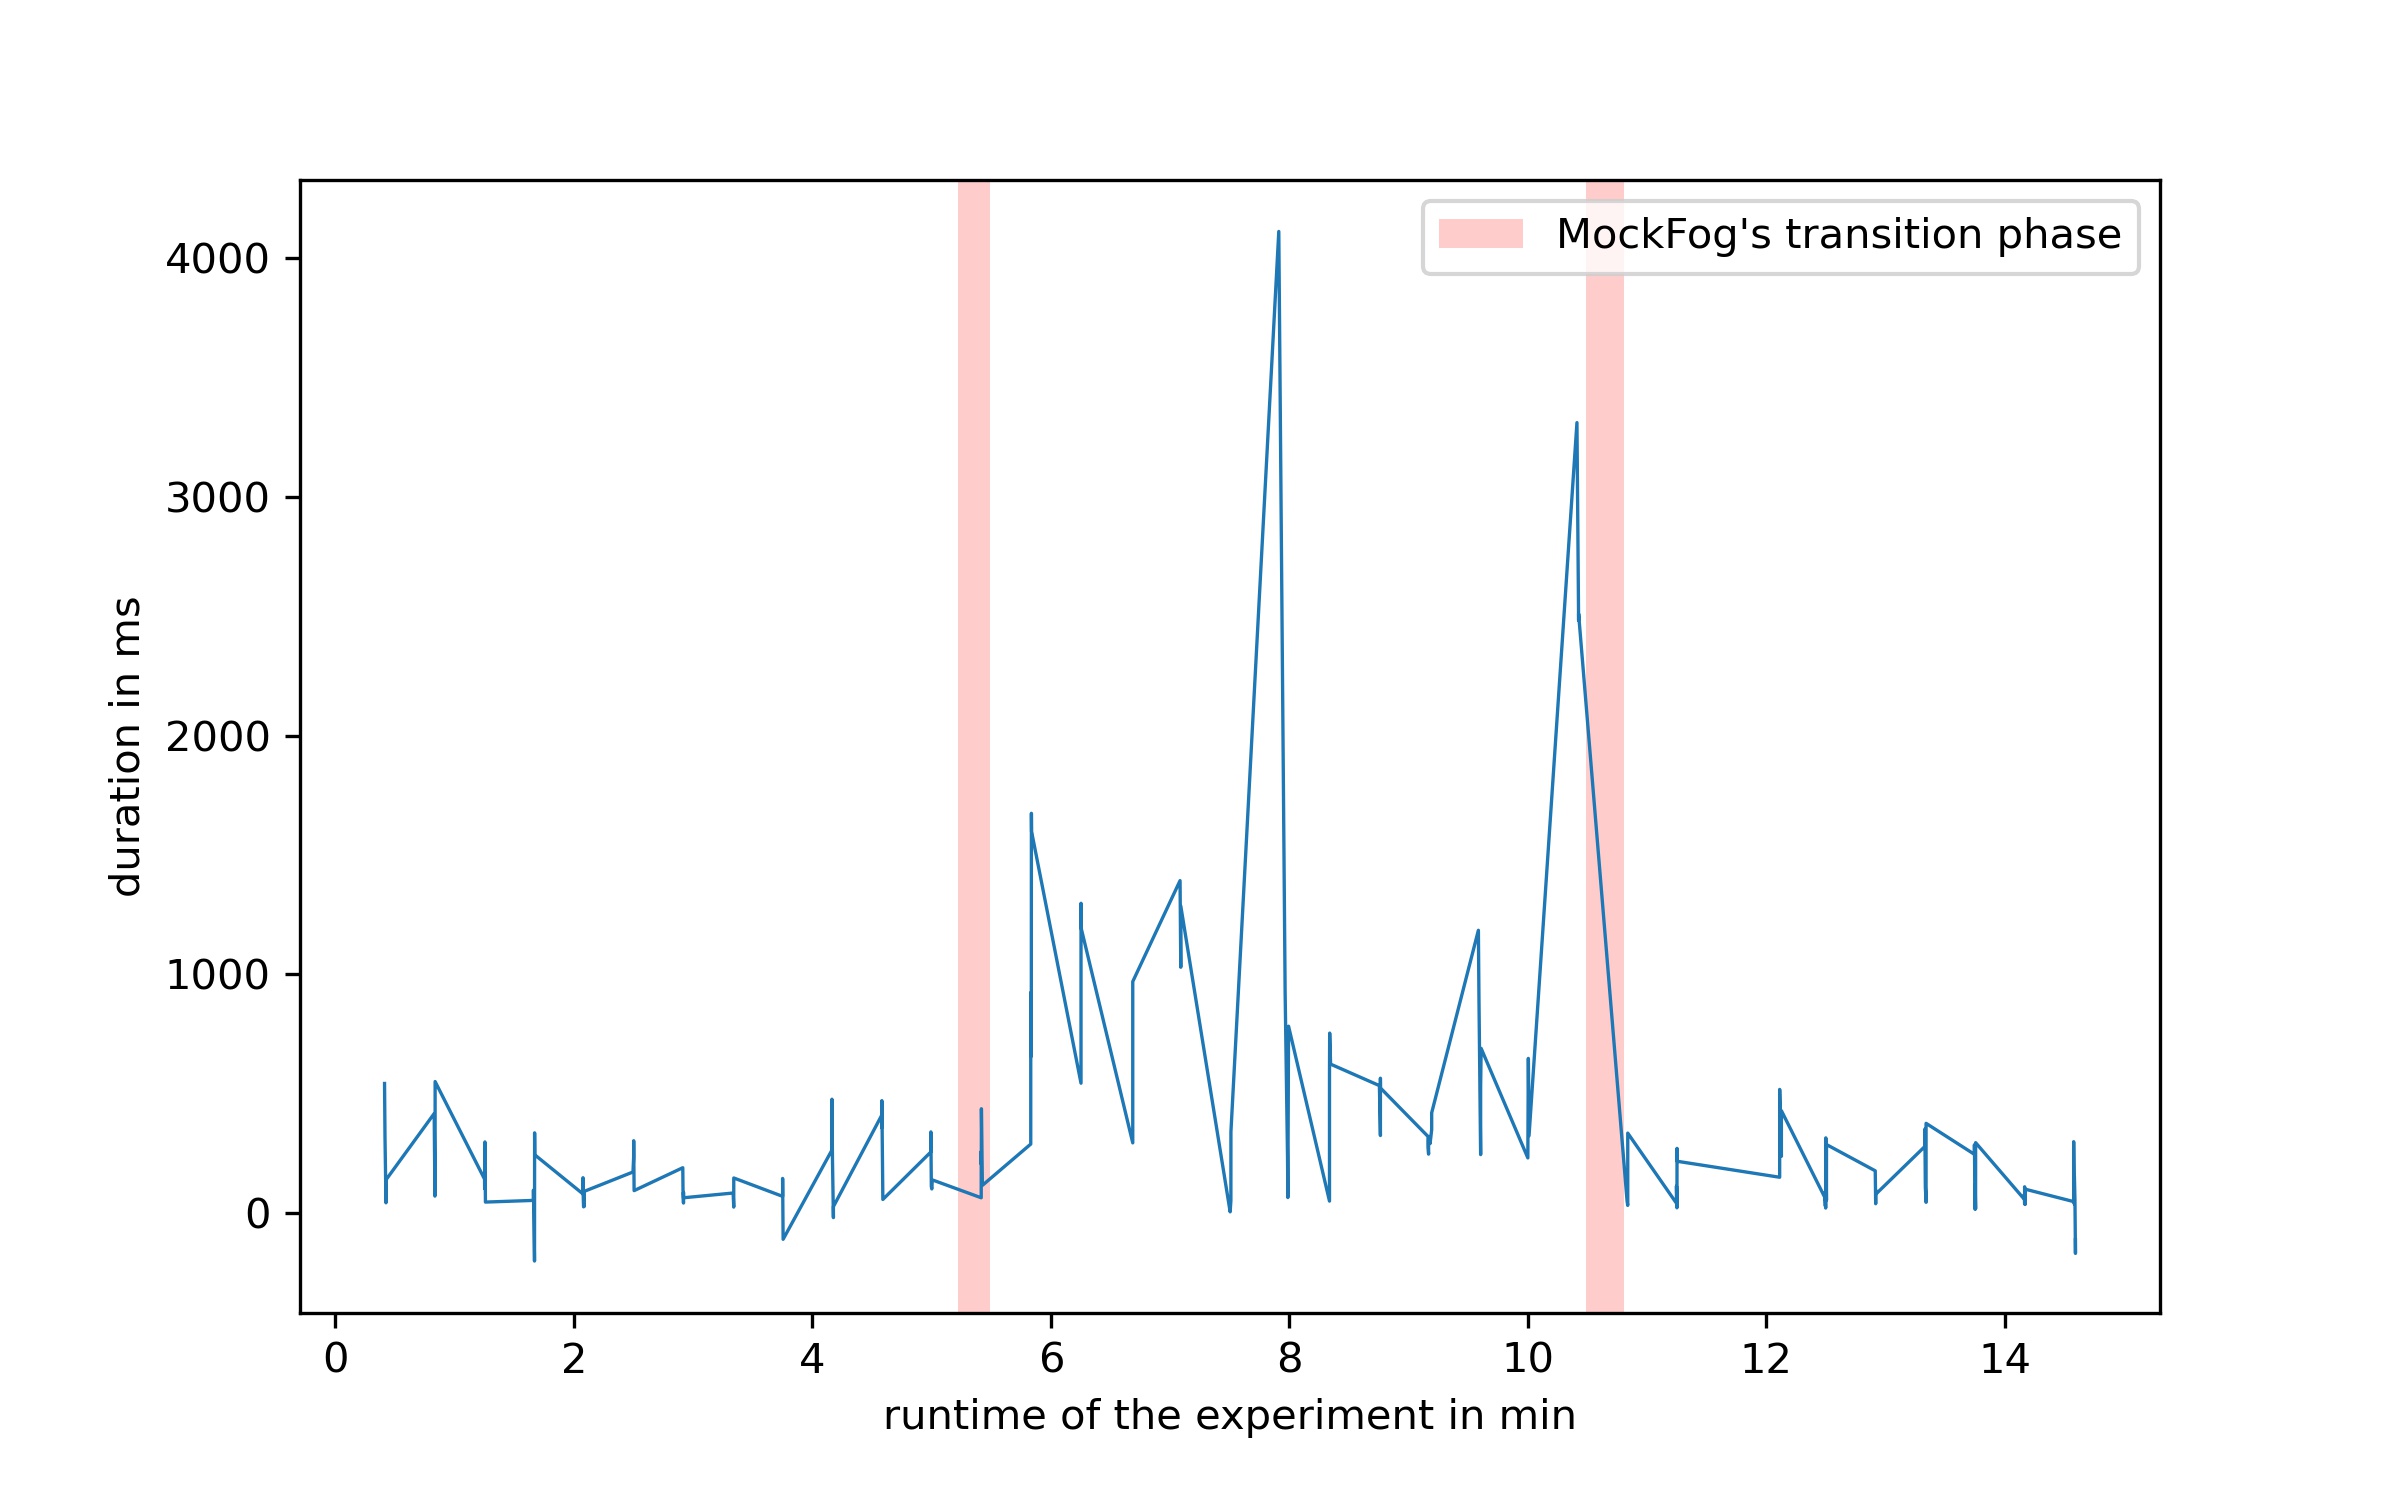 MockFog's transition phase
4000
3000
2000
1000
0
duration in ms
0 2 4 6 8 10 12 14
runtime of the experiment in min